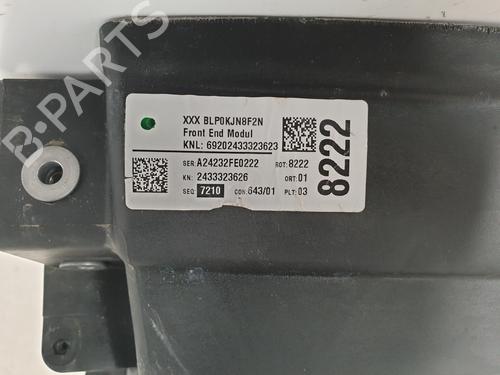 XXX BLP0KJN8F2N
Front End Modul
KNL: 69202433323623
SER: A24232FE0222 ROT: 8222
KN: 2433323626 ORT: 01
SEQ: 7210 CON: 643/01 PLT: 03
8222
B-PARTS